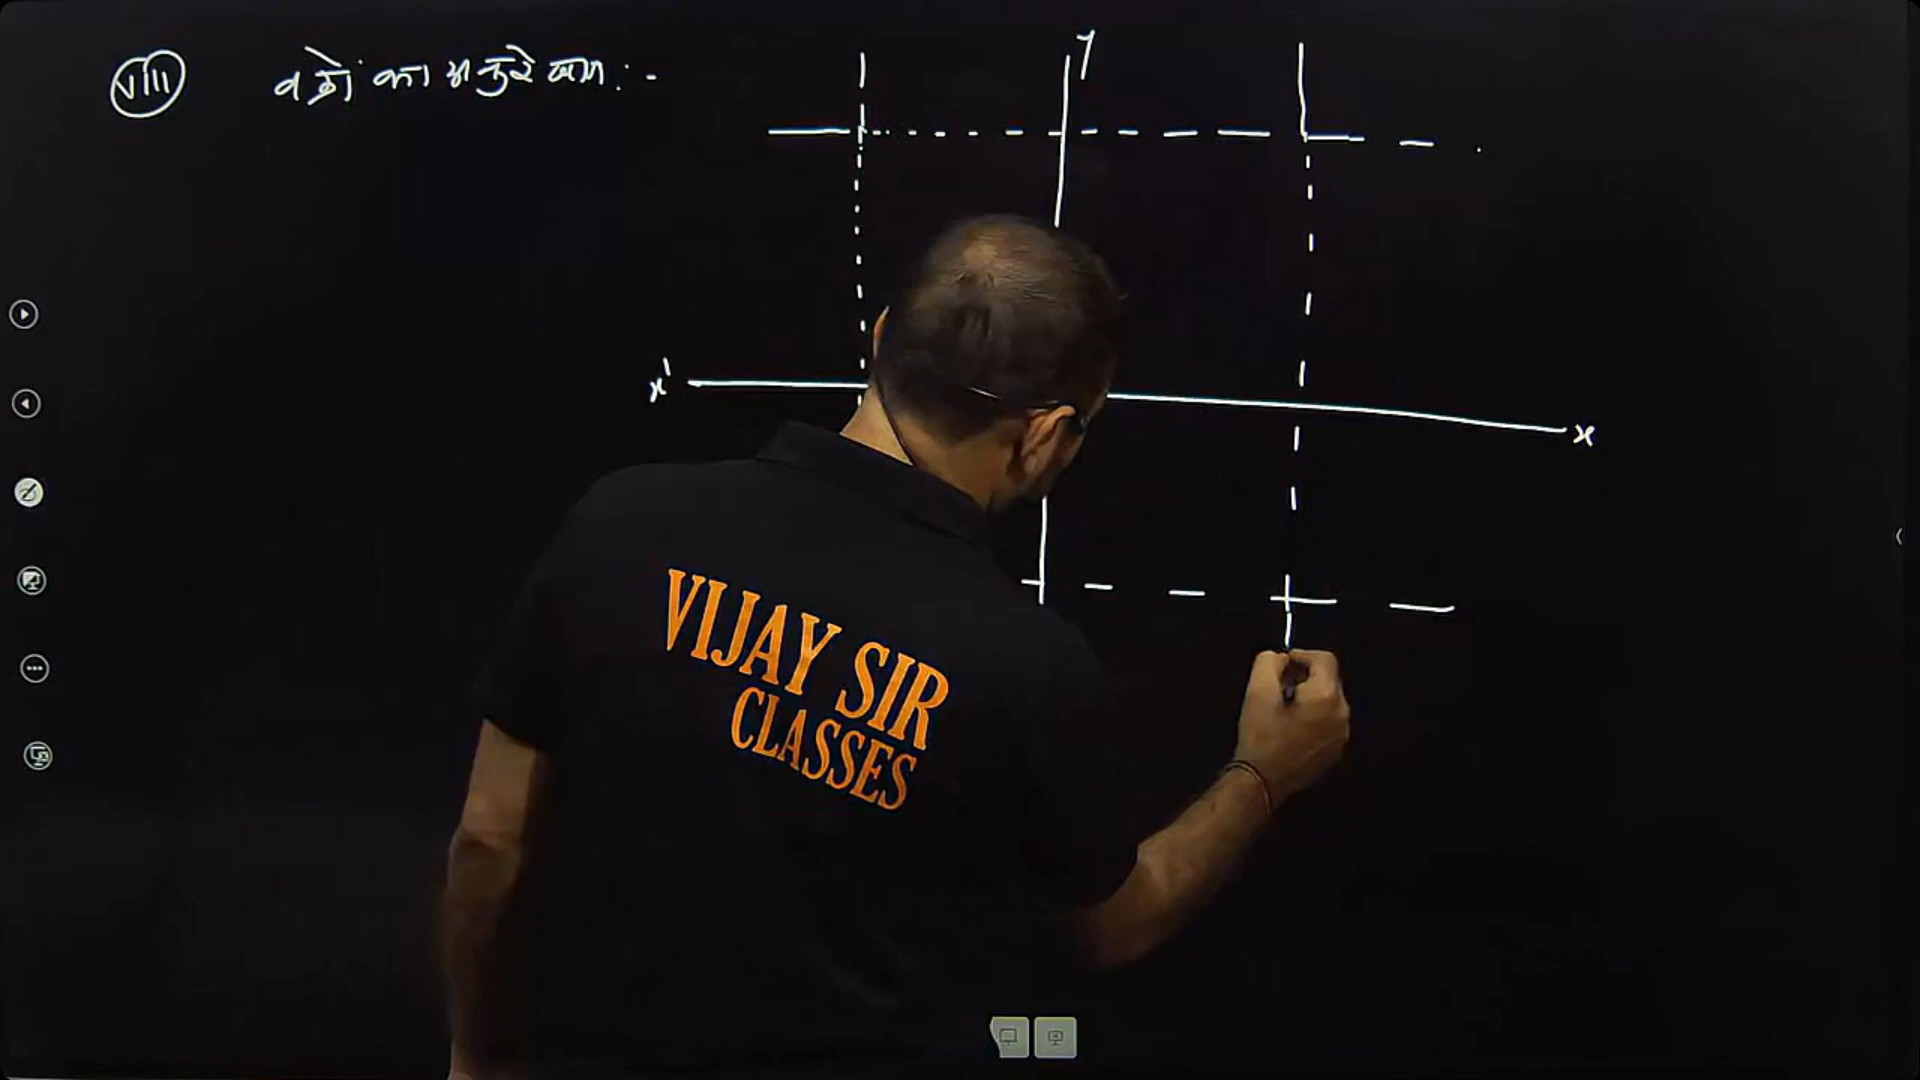 VIII वक्रों का अनुरेखण :-
y
x'
x
VIJAY SIR
CLASSES